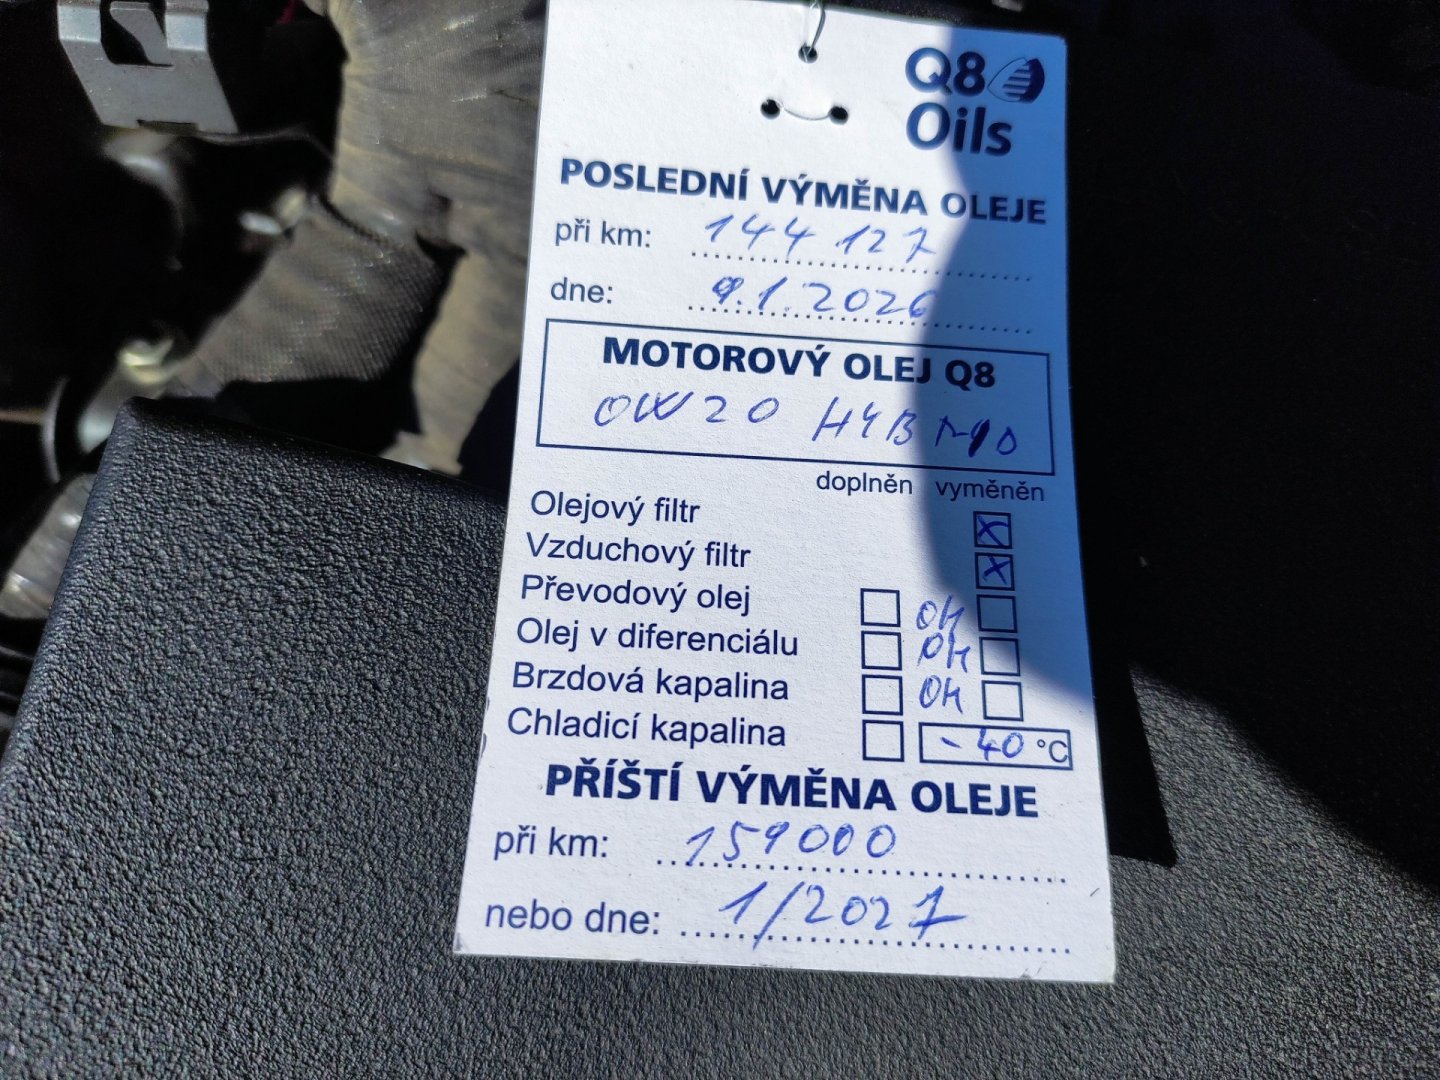 Q8
Oils
POSLEDNÍ VÝMĚNA OLEJE
při km: 144 127
dne: 9.1.2026
MOTOROVÝ OLEJ Q8
0W20 HYBRID
doplněn vyměněn
Olejový filtr X
Vzduchový filtr X
Převodový olej OK
Olej v diferenciálu OK
Brzdová kapalina OK
Chladicí kapalina -40 °C
PŘÍŠTÍ VÝMĚNA OLEJE
při km: 159000
nebo dne: 1/2027